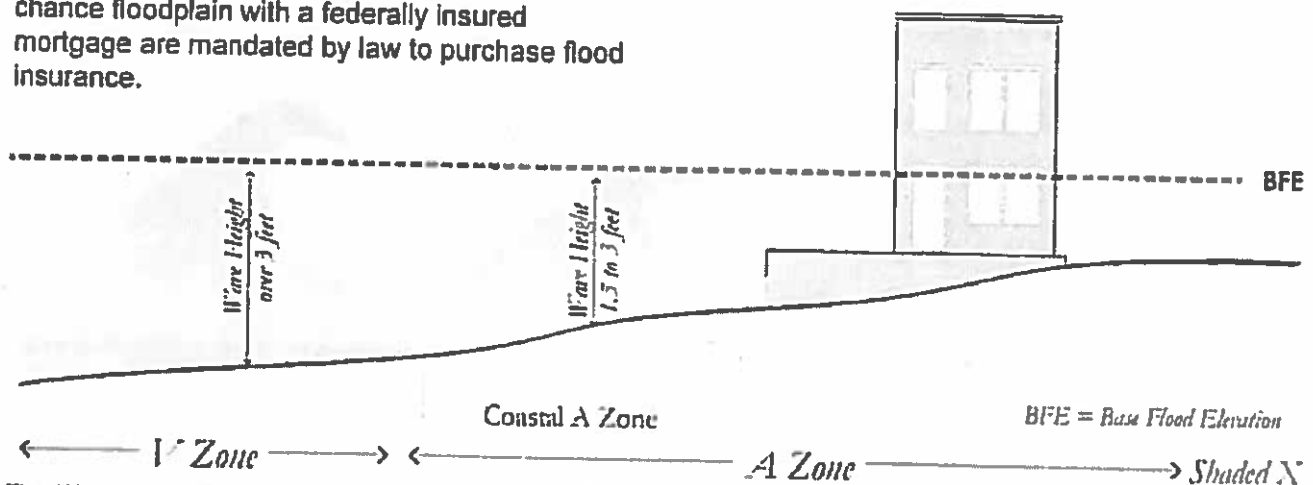 chance floodplain with a federally insured
mortgage are mandated by law to purchase flood
insurance.
BFE
Wave Height
over 3 feet
Wave Height
1.5 to 3 feet
Coastal A Zone
BFE = Base Flood Elevation
V Zone
A Zone
Shaded X